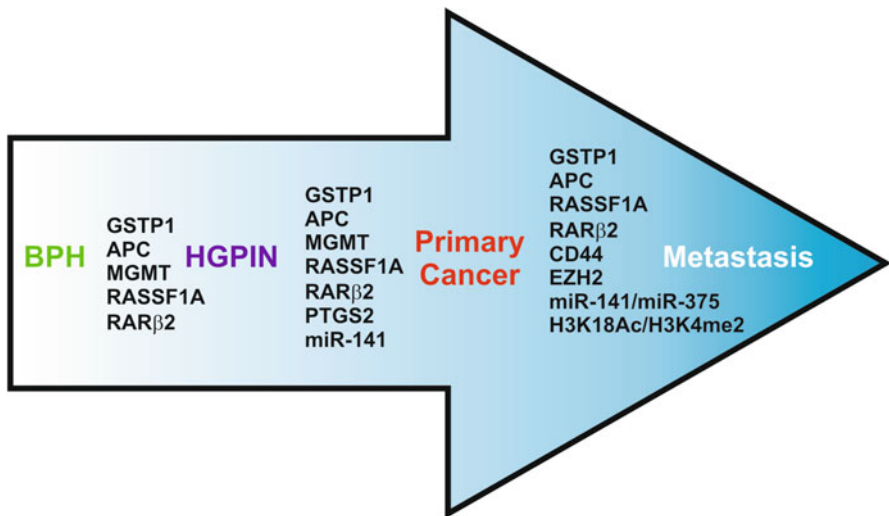 BPH
GSTP1
APC
MGMT
RASSF1A
RARβ2
HGPIN
GSTP1
APC
MGMT
RASSF1A
RARβ2
PTGS2
miR-141
Primary
Cancer
GSTP1
APC
RASSF1A
RARβ2
CD44
EZH2
miR-141/miR-375
H3K18Ac/H3K4me2
Metastasis